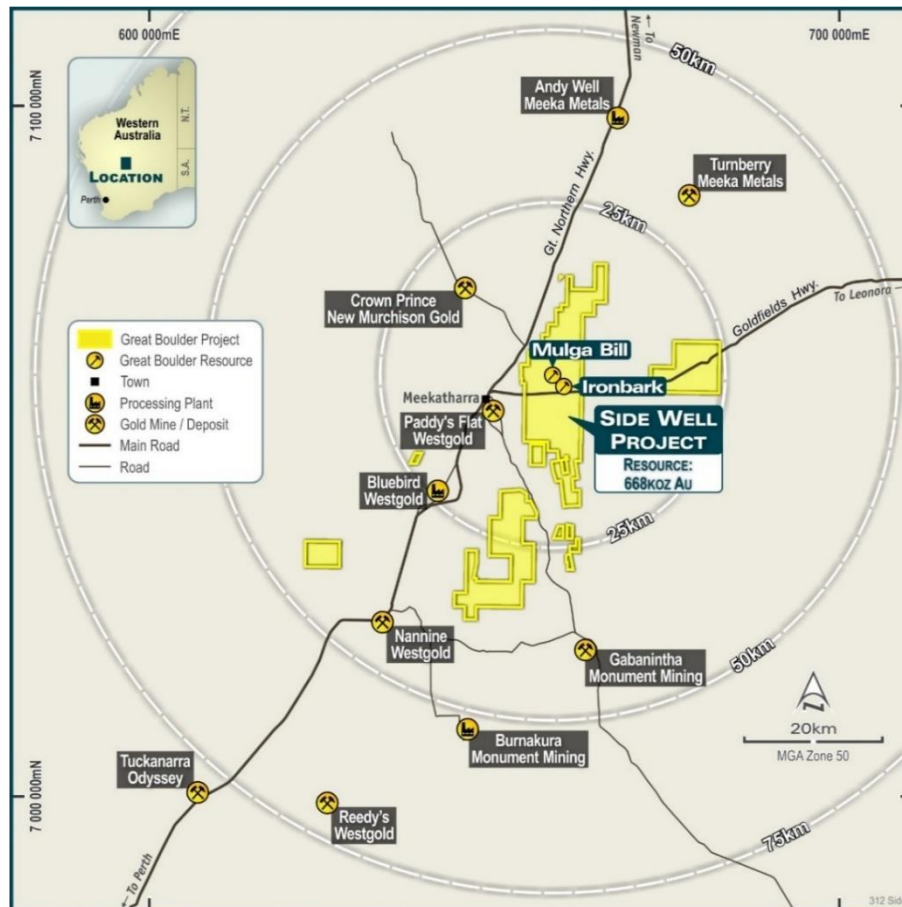 600 000mE
700 000mE
7 100 000mN
7 000 000mN
Western
Australia
LOCATION
Perth
N.T.
S.A.
To
Newman
50km
Andy Well
Meeka Metals
Turnberry
Meeka Metals
Gt. Northern Hwy.
25km
Crown Prince
New Murchison Gold
Goldfields Hwy.
To Leonora
Great Boulder Project
Great Boulder Resource
Town
Processing Plant
Gold Mine / Deposit
Main Road
Road
Mulga Bill
Ironbark
Meekatharra
Paddy's Flat
Westgold
SIDE WELL
PROJECT
RESOURCE:
668KOZ AU
Bluebird
Westgold
25km
Nannine
Westgold
Gabanintha
Monument Mining
50km
Burnakura
Monument Mining
20km
MGA Zone 50
Tuckanarra
Odyssey
Reedy's
Westgold
75km
To Perth